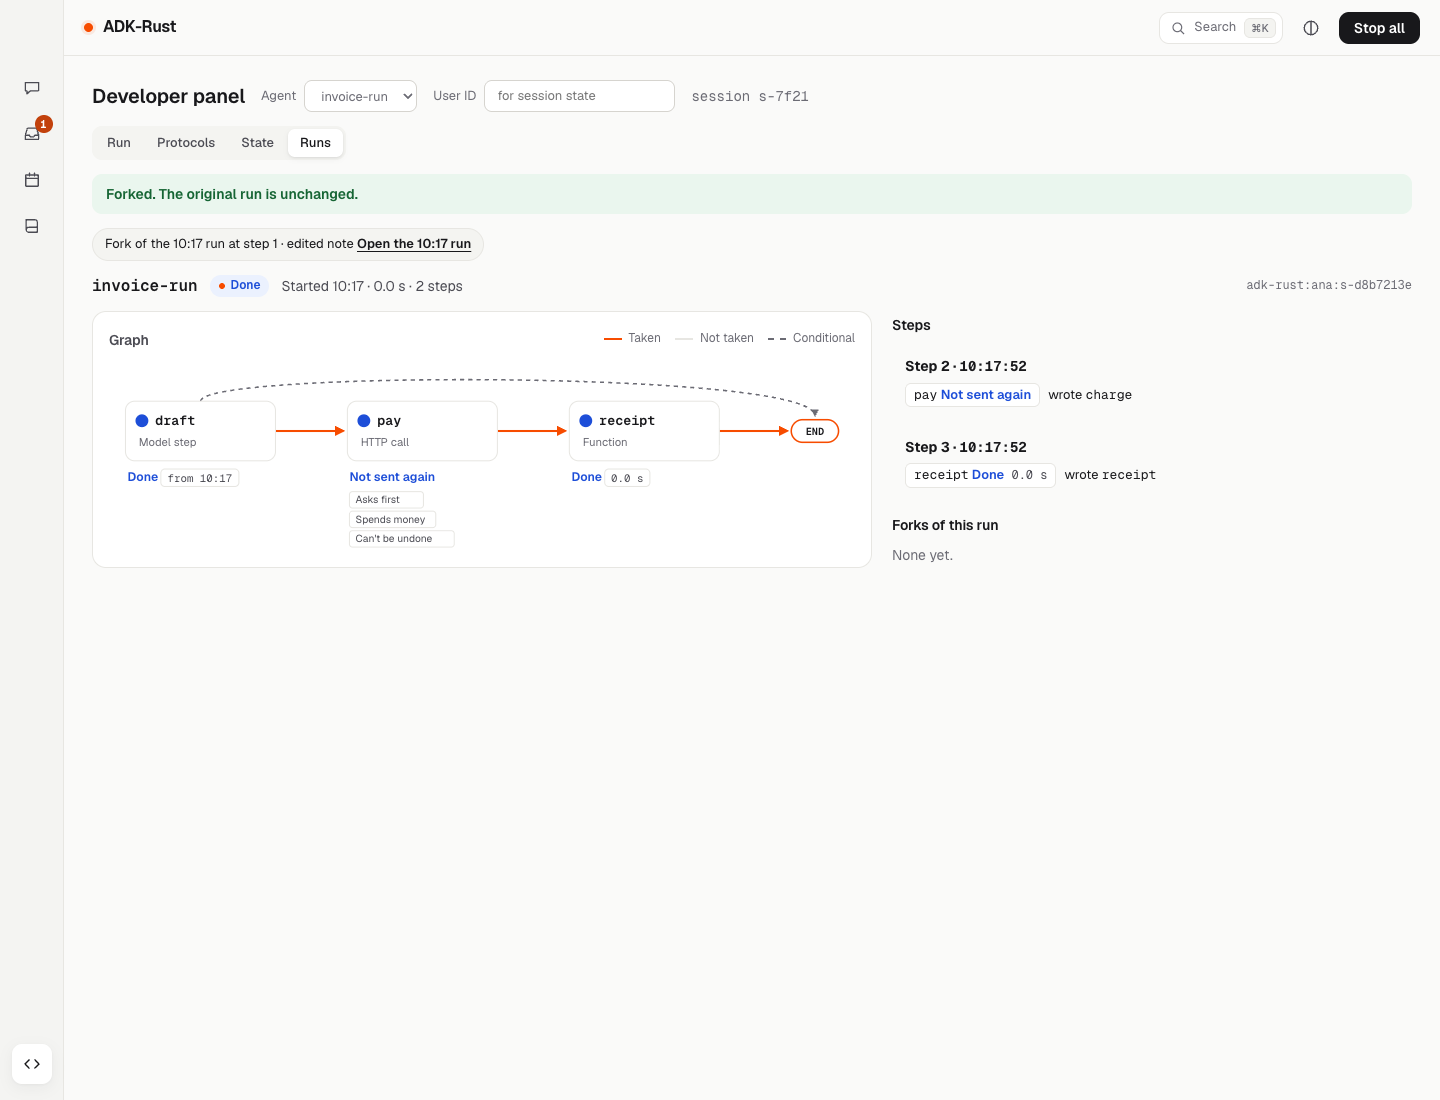 ADK-Rust
Search ⌘K
Stop all
1
Developer panel
Agent invoice-run
User ID for session state
session s-7f21
Run Protocols State Runs
Forked. The original run is unchanged.
Fork of the 10:17 run at step 1 · edited note Open the 10:17 run
invoice-run Done Started 10:17 · 0.0 s · 2 steps
adk-rust:ana:s-d8b7213e
Graph
Taken Not taken Conditional
draft
Model step
Done from 10:17
pay
HTTP call
Not sent again
Asks first
Spends money
Can't be undone
receipt
Function
Done 0.0 s
END
Steps
Step 2 · 10:17:52
pay Not sent again wrote charge
Step 3 · 10:17:52
receipt Done 0.0 s wrote receipt
Forks of this run
None yet.